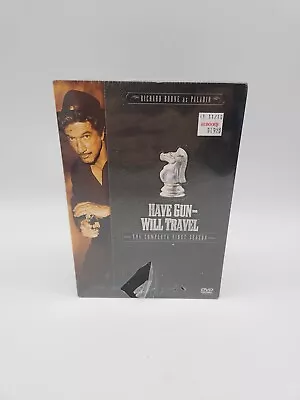 RICHARD BOONE AS PALADIN
HAVE GUN–
WILL TRAVEL
THE COMPLETE FIRST SEASON
DVD